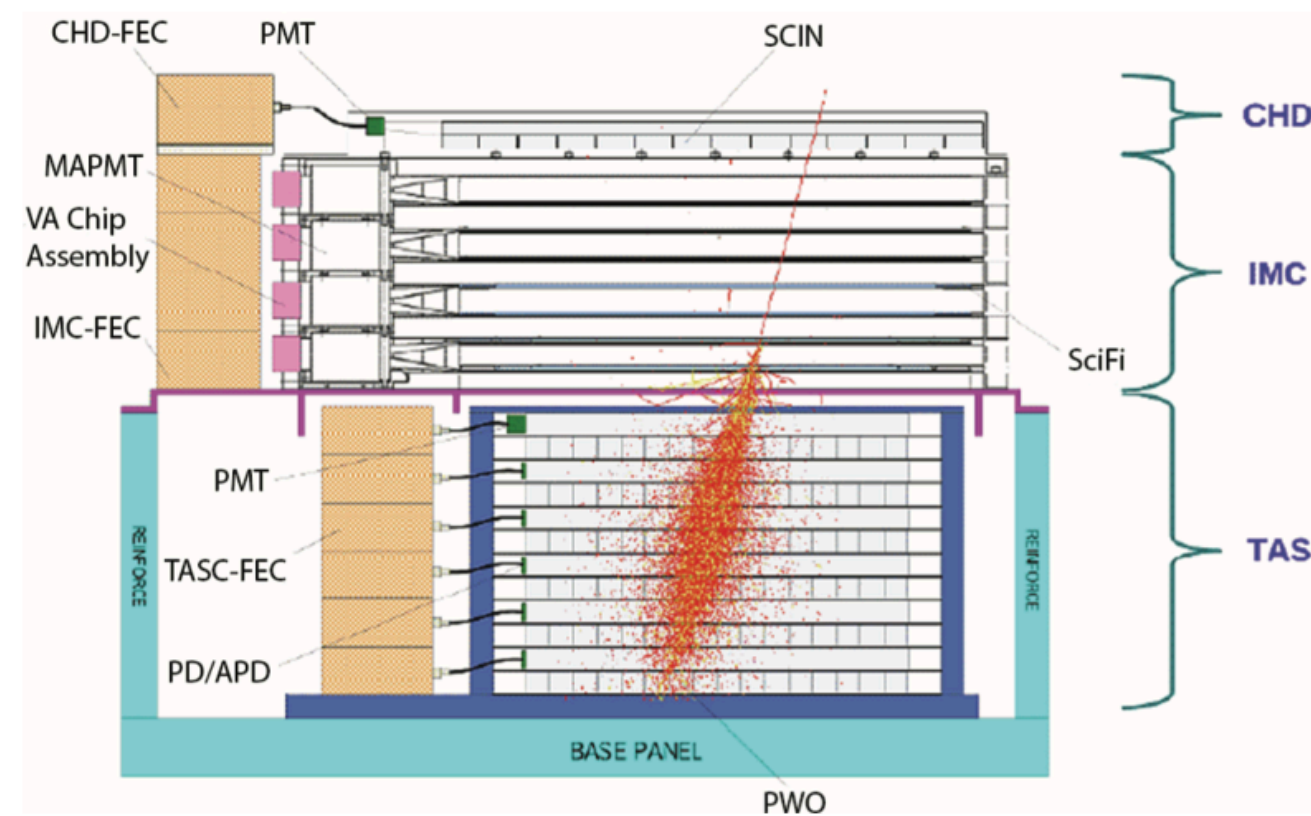 CHD-FEC
PMT
SCIN
CHD
MAPMT
VA Chip
Assembly
IMC
IMC-FEC
SciFi
PMT
REINFORCE
REINFORCE
TAS
TASC-FEC
PD/APD
BASE PANEL
PWO